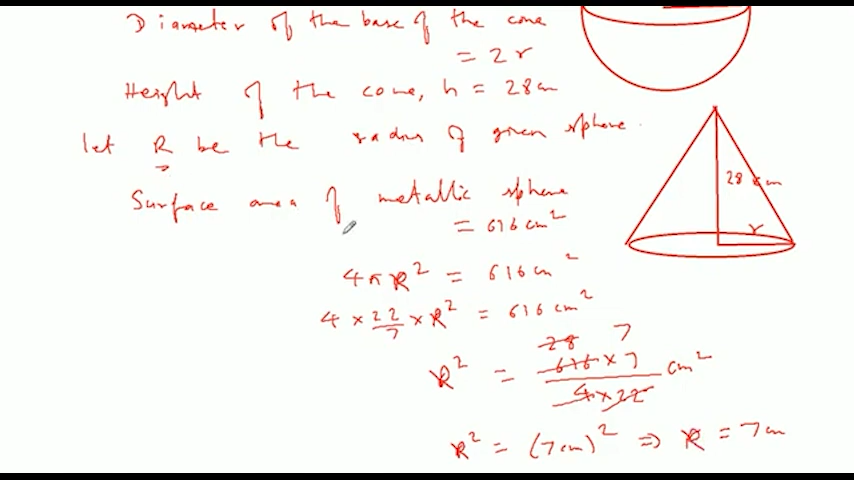 Diameter of the base of the cone
= 2r
Height of the cone, h = 28 cm
let R be the radius of given sphere.
Surface area of metallic sphere
= 616 cm²
28 cm
r
4πR² = 616 cm²
4 × 22/7 × R² = 616 cm²
28 7
R² = 616 × 7 / 4 × 22 cm²
R² = (7cm)² ⇒ R = 7cm